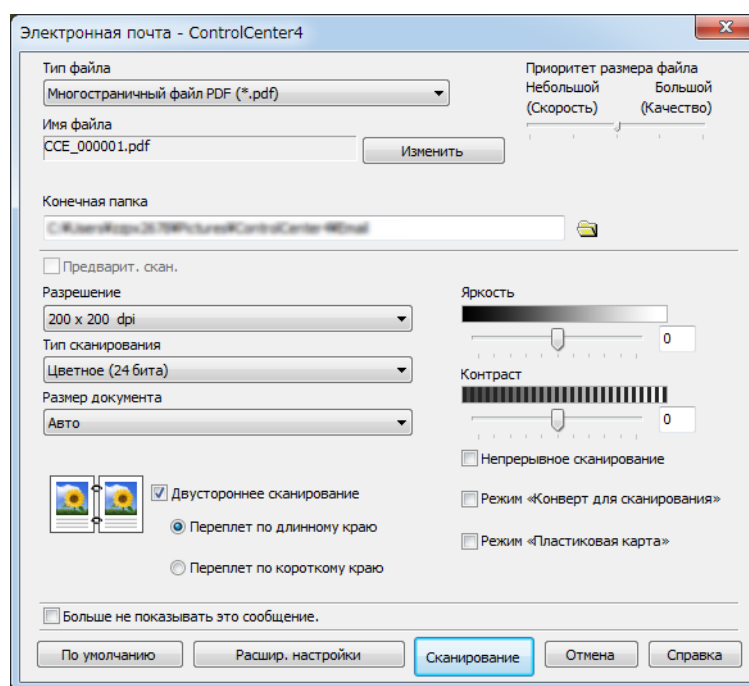 Электронная почта - ControlCenter4
Тип файла
Многостраничный файл PDF (*.pdf)
Имя файла
CCE_000001.pdf
Изменить
Приоритет размера файла
Небольшой Большой
(Скорость) (Качество)
Конечная папка
Предварит. скан.
Разрешение
200 x 200 dpi
Тип сканирования
Цветное (24 бита)
Размер документа
Авто
Яркость
0
Контраст
0
Непрерывное сканирование
Режим «Конверт для сканирования»
Режим «Пластиковая карта»
Двустороннее сканирование
Переплет по длинному краю
Переплет по короткому краю
Больше не показывать это сообщение.
По умолчанию Расшир. настройки Сканирование Отмена Справка